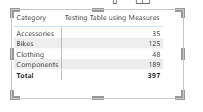 Category Testing Table using Measures
Accessories 35
Bikes 125
Clothing 48
Components 189
Total 397